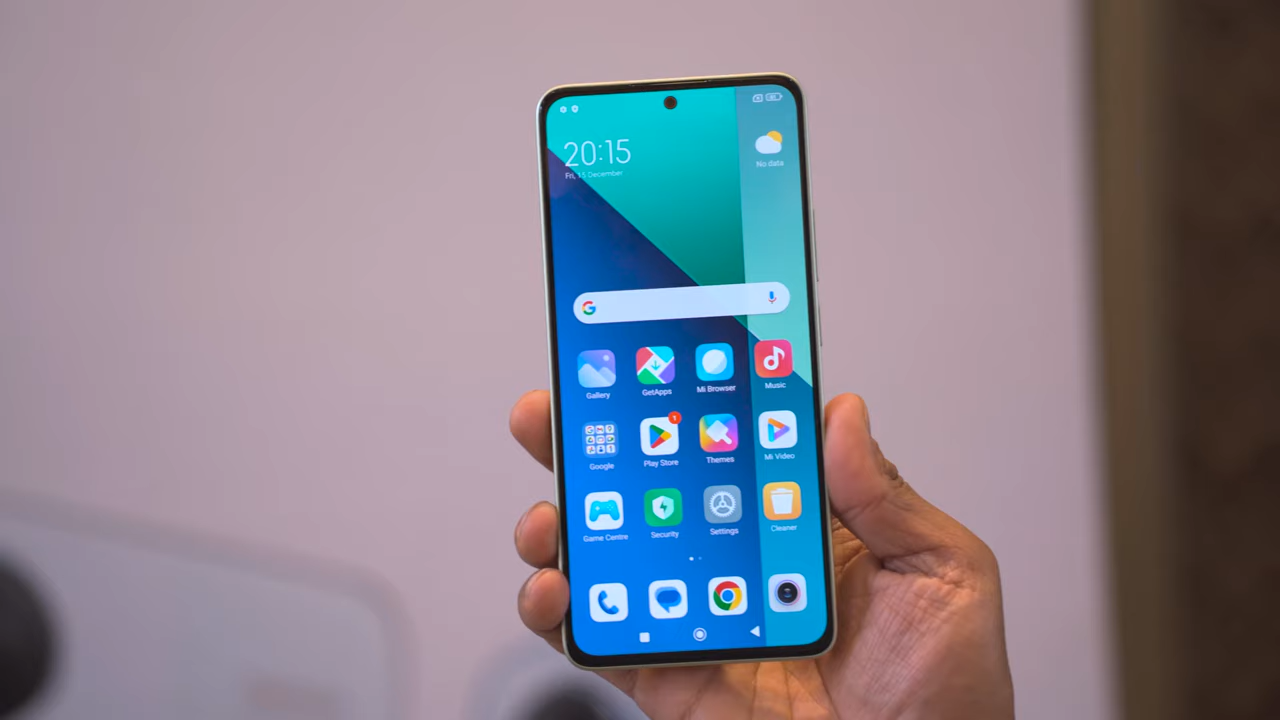 20:15
Fri, 15 December
No data
Gallery
GetApps
Mi Browser
Music
Google
Play Store
1
Themes
Mi Video
Game Centre
Security
Settings
Cleaner